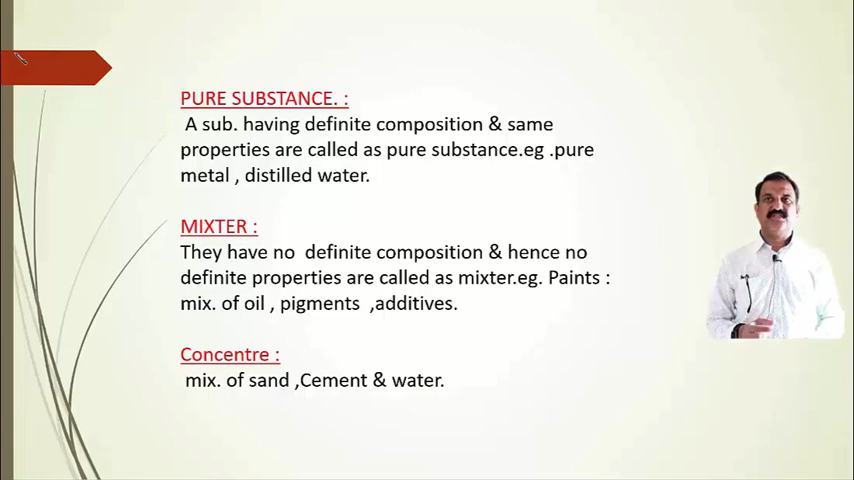 PURE SUBSTANCE. :
A sub. having definite composition & same
properties are called as pure substance.eg .pure
metal , distilled water.
MIXTER :
They have no definite composition & hence no
definite properties are called as mixter.eg. Paints :
mix. of oil , pigments ,additives.
Concentre :
mix. of sand ,Cement & water.